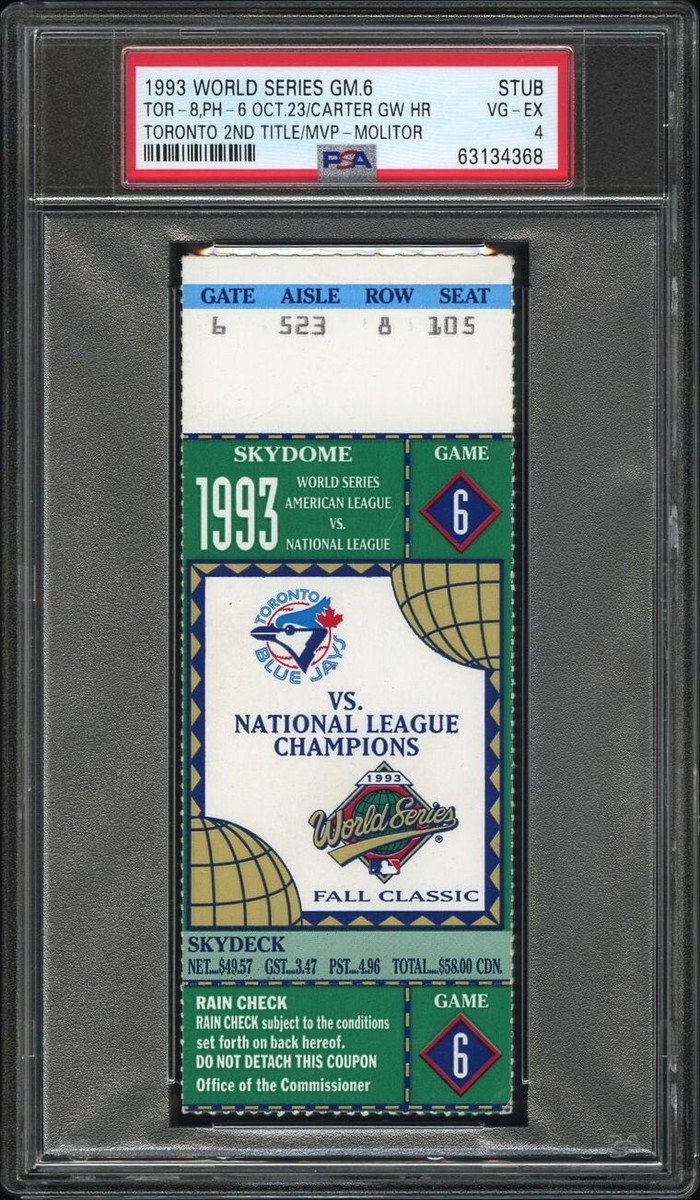 1993 WORLD SERIES GM.6 STUB
TOR-8,PH-6 OCT.23/CARTER GW HR VG-EX
TORONTO 2ND TITLE/MVP-MOLITOR 4
PSA 63134368
GATE AISLE ROW SEAT
6 523 8 105
SKYDOME
1993
WORLD SERIES
AMERICAN LEAGUE
VS.
NATIONAL LEAGUE
GAME
6
TORONTO
BLUE JAYS
VS.
NATIONAL LEAGUE
CHAMPIONS
1993
World Series
®
FALL CLASSIC
SKYDECK
NET....$49.57 GST....3.47 PST....4.96 TOTAL....$58.00 CDN.
RAIN CHECK
RAIN CHECK subject to the conditions
set forth on back hereof.
DO NOT DETACH THIS COUPON
Office of the Commissioner
GAME
6